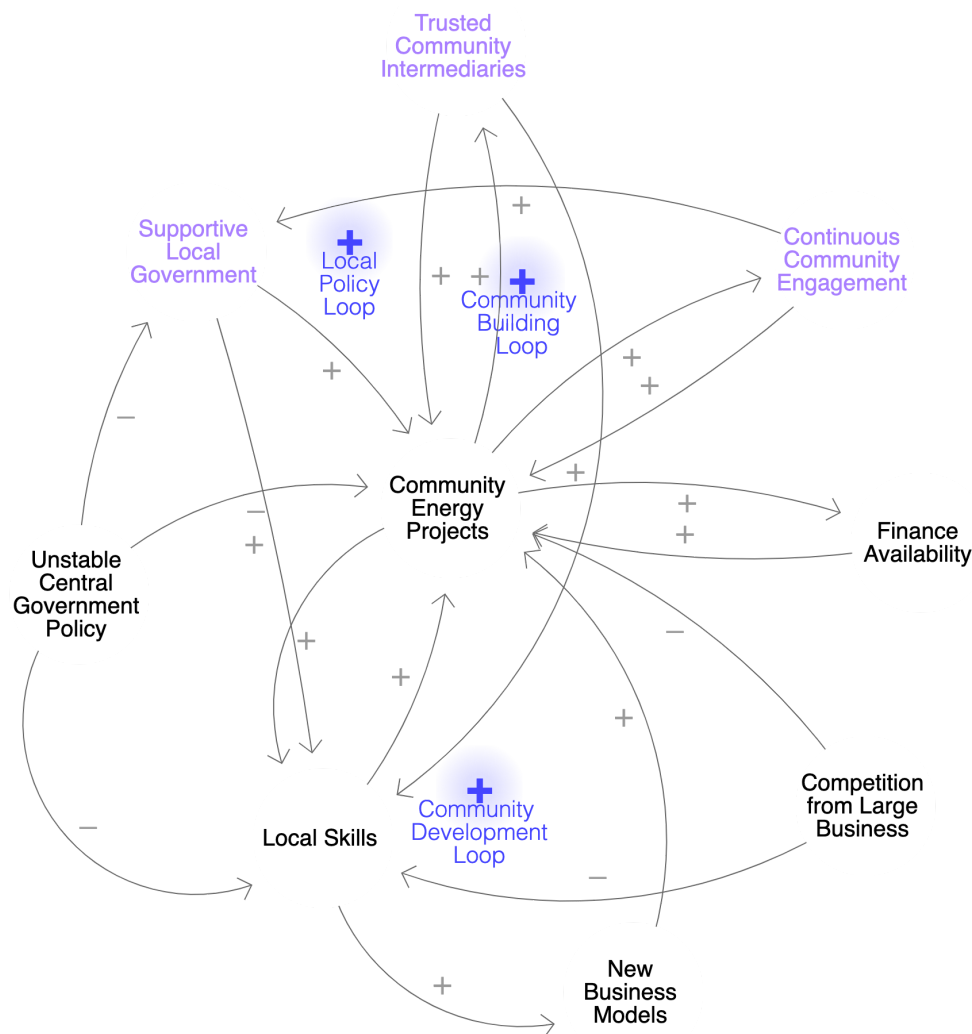 Trusted
Community
Intermediaries
+
Supportive
Local
Government
+
Local
Policy
Loop
+
+
+
Community
Building
Loop
Continuous
Community
Engagement
+
+
+
−
Community
Energy
Projects
+
+
+
−
+
Finance
Availability
Unstable
Central
Government
Policy
−
+
+
+
Competition
from Large
Business
+
Community
Development
Loop
Local Skills
−
−
+
New
Business
Models